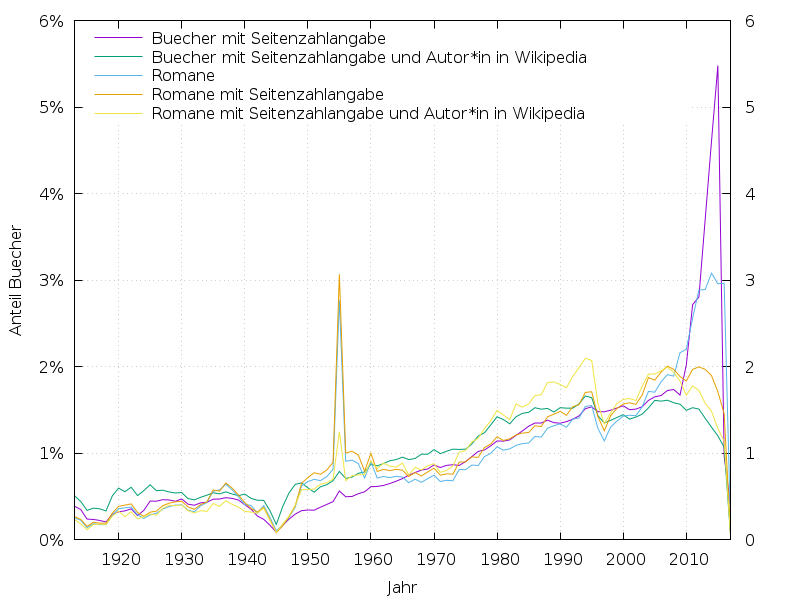 6%
5%
4%
3%
2%
1%
0%
6
5
4
3
2
1
0
Buecher mit Seitenzahlangabe
Buecher mit Seitenzahlangabe und Autor*in in Wikipedia
Romane
Romane mit Seitenzahlangabe
Romane mit Seitenzahlangabe und Autor*in in Wikipedia
Anteil Buecher
1920 1930 1940 1950 1960 1970 1980 1990 2000 2010
Jahr